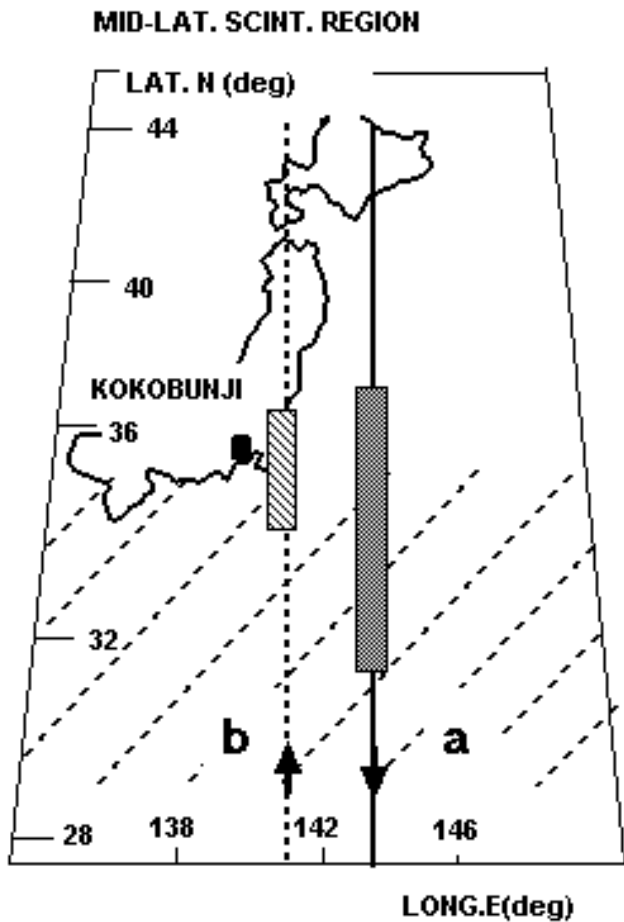 MID-LAT. SCINT. REGION
LAT. N (deg)
44
40
KOKOBUNJI
36
32
b a
28 138 142 146
LONG.E(deg)